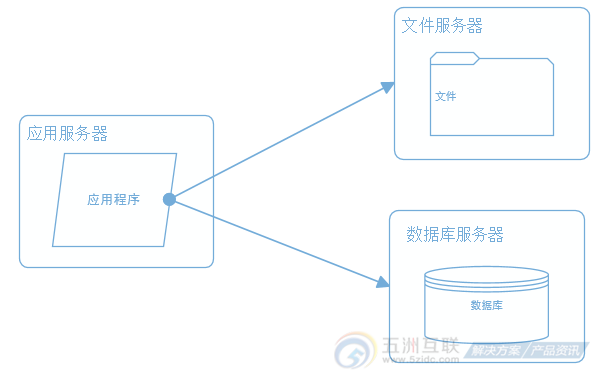 文件服务器
文件
应用服务器
应用程序
数据库服务器
数据库
五洲互联
www.5zidc.com
解决方案/产品资讯